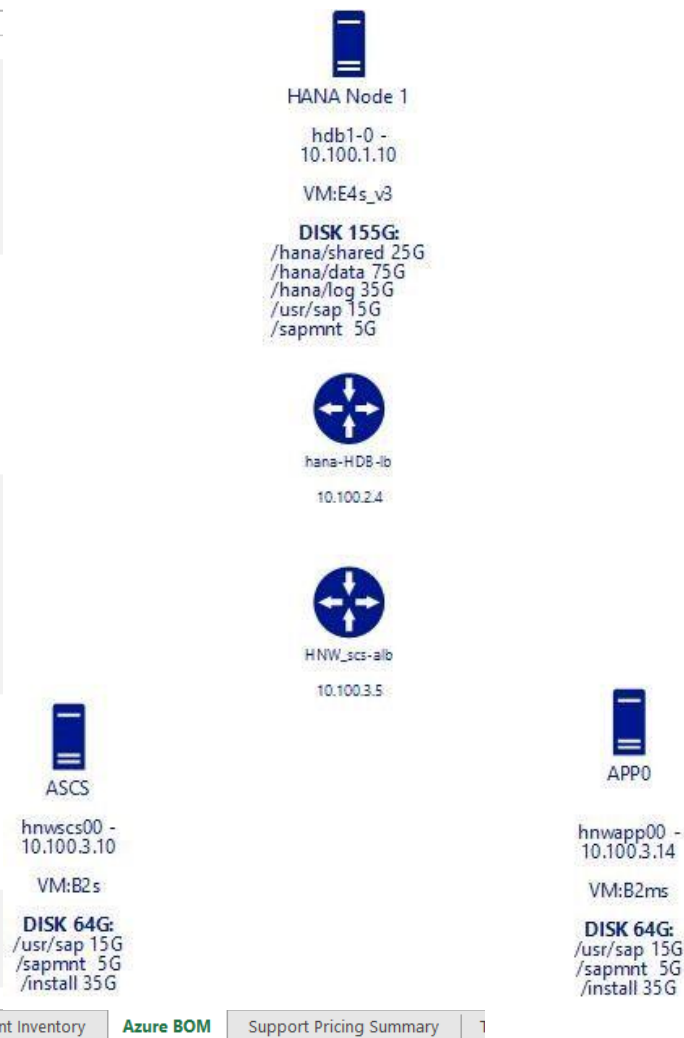 HANA Node 1
hdb1-0 -
10.100.1.10
VM:E4s_v3
DISK 155G:
/hana/shared 25G
/hana/data 75G
/hana/log 35G
/usr/sap 15G
/sapmnt 5G
hana-HDB-lb
10.100.2.4
HNW_scs-alb
10.100.3.5
ASCS
hnwscs00 -
10.100.3.10
VM:B2s
DISK 64G:
/usr/sap 15G
/sapmnt 5G
/install 35G
APP0
hnwapp00 -
10.100.3.14
VM:B2ms
DISK 64G:
/usr/sap 15G
/sapmnt 5G
/install 35G
nt Inventory
Azure BOM
Support Pricing Summary